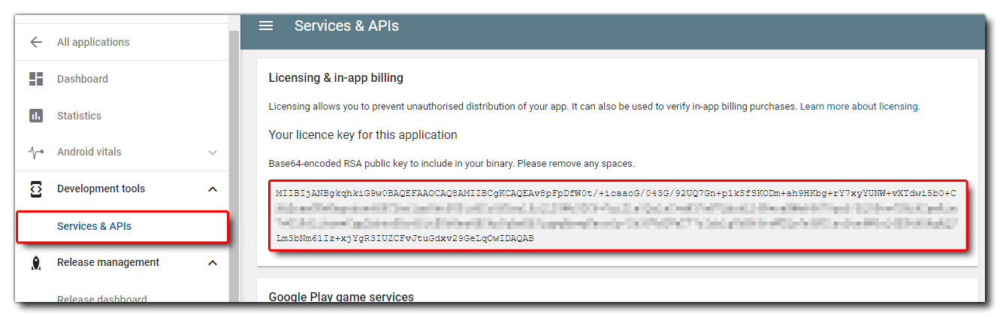 All applications
Dashboard
Statistics
Android vitals
Development tools
Services & APIs
Release management
Release dashboard
Services & APIs
Licensing & in-app billing
Licensing allows you to prevent unauthorised distribution of your app. It can also be used to verify in-app billing purchases. Learn more about licensing.
Your licence key for this application
Base64-encoded RSA public key to include in your binary. Please remove any spaces.
MIIBIjANBgkqhkiG9w0BAQEFAAOCAQ8AMIIBCgKCAQEAv8pFpDfW0t/+icaaoG/043G/92UQ7Gn+plkSfSKODm+ah9HKbg+rY7xyYUNW+vXTdwi5b0+C
Lm3bNm61Iz+xjYgR3IUZCFvJtuGdxv29GeLqOwIDAQAB
Google Play game services